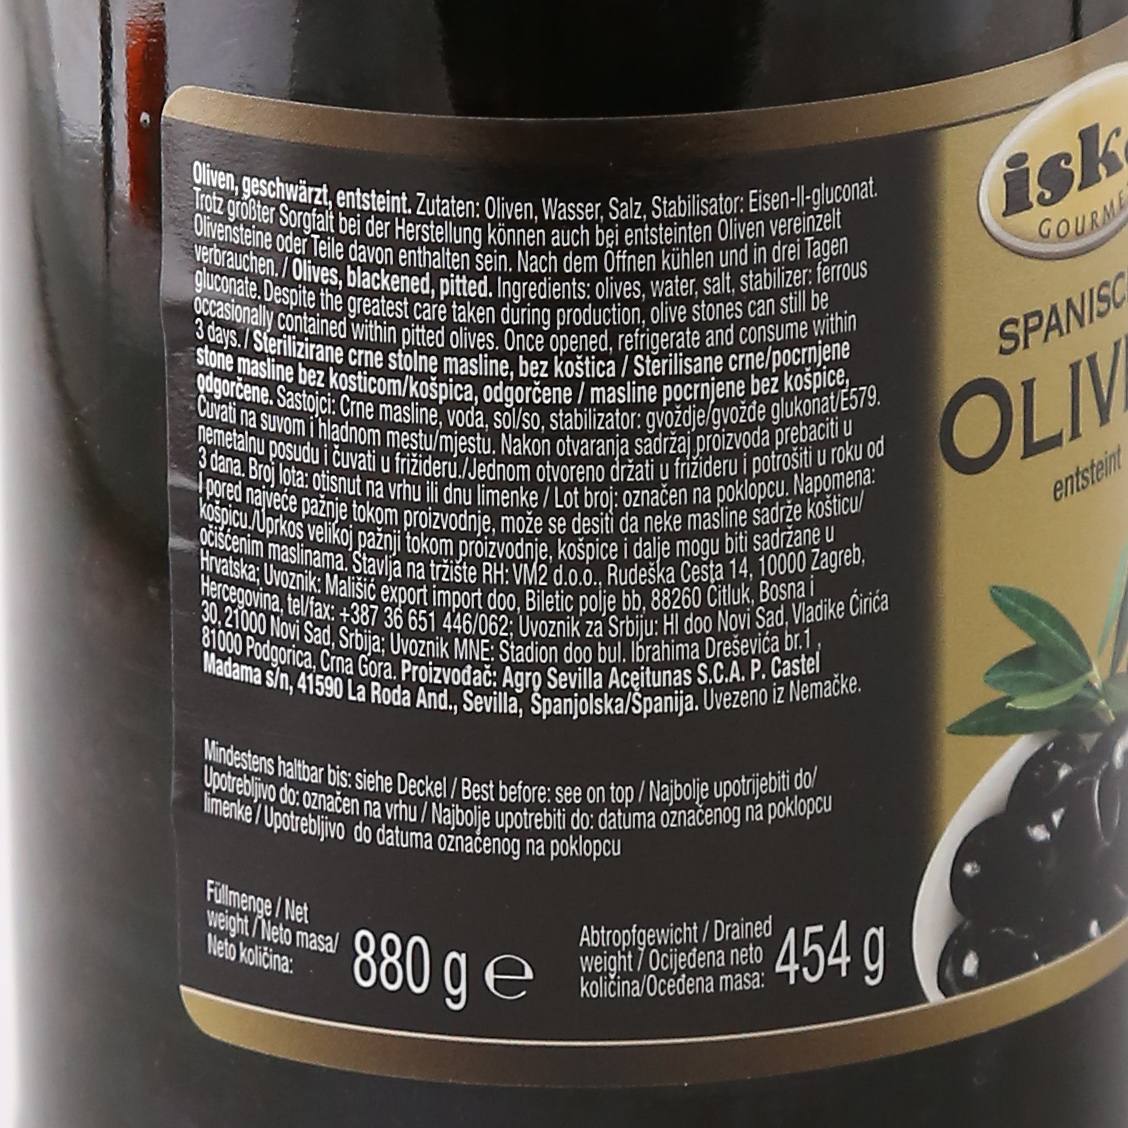 Oliven, geschwärzt, entsteint. Zutaten: Oliven, Wasser, Salz, Stabilisator: Eisen-II-gluconat.
Trotz größter Sorgfalt bei der Herstellung können auch bei entsteinten Oliven vereinzelt
Olivensteine oder Teile davon enthalten sein. Nach dem Öffnen kühlen und in drei Tagen
verbrauchen. / Olives, blackened, pitted. Ingredients: olives, water, salt, stabilizer: ferrous
gluconate. Despite the greatest care taken during production, olive stones can still be
occasionally contained within pitted olives. Once opened, refrigerate and consume within
3 days. / Sterilizirane crne stolne masline, bez koštica / Sterilisane crne/pocrnjene
stone masline bez kosticom/košpica, odgorčene / masline pocrnjene bez košpice,
odgorčene. Sastojci: Crne masline, voda, sol/so, stabilizator: gvoždje/gvožđe glukonat/E579.
Čuvati na suvom i hladnom mestu/mjestu. Nakon otvaranja sadržaj proizvoda prebaciti u
nemetalnu posudu i čuvati u frižideru./Jednom otvoreno držati u frižideru i potrošiti u roku od
3 dana. Broj lota: otisnut na vrhu ili dnu limenke / Lot broj: označen na poklopcu. Napomena:
I pored najveće pažnje tokom proizvodnje, može se desiti da neke masline sadrže košticu/
košpicu./Uprkos velikoj pažnji tokom proizvodnje, košpice i dalje mogu biti sadržane u
očišćenim maslinama. Stavlja na tržište RH: VM2 d.o.o., Rudeška Cesta 14, 10000 Zagreb,
Hrvatska; Uvoznik: Mališić export import doo, Biletic polje bb, 88260 Čitluk, Bosna i
Hercegovina, tel/fax: +387 36 651 446/062; Uvoznik za Srbiju: HI doo Novi Sad, Vladike Ćirića
30, 21000 Novi Sad, Srbija; Uvoznik MNE: Stadion doo bul. Ibrahima Dreševića br.1,
81000 Podgorica, Crna Gora. Proizvođač: Agro Sevilla Aceitunas S.C.A. P. Castel
Madama s/n, 41590 La Roda And., Sevilla, Španjolska/Španija. Uvezeno iz Nemačke.
Mindestens haltbar bis: siehe Deckel / Best before: see on top / Najbolje upotrijebiti do/
Upotrebljivo do: označen na vrhu / Najbolje upotrebiti do: datuma označenog na poklopcu
limenke / Upotrebljivo do datuma označenog na poklopcu
Füllmenge / Net
weight / Neto masa/
Neto količina:
880 g e
Abtropfgewicht / Drained
weight / Ocijeđena neto
količina/Oceđena masa:
454 g
entsteint